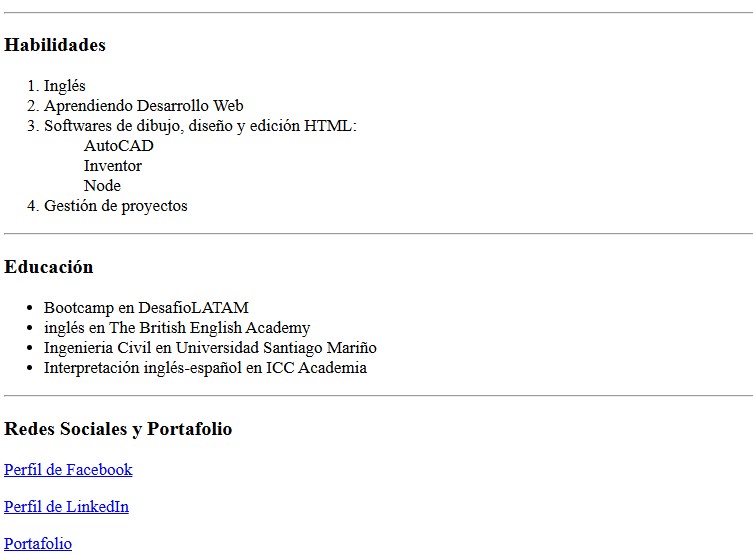 Habilidades
1. Inglés
2. Aprendiendo Desarrollo Web
3. Softwares de dibujo, diseño y edición HTML:
AutoCAD
Inventor
Node
4. Gestión de proyectos
Educación
• Bootcamp en DesafioLATAM
• inglés en The British English Academy
• Ingenieria Civil en Universidad Santiago Mariño
• Interpretación inglés-español en ICC Academia
Redes Sociales y Portafolio
Perfil de Facebook
Perfil de LinkedIn
Portafolio